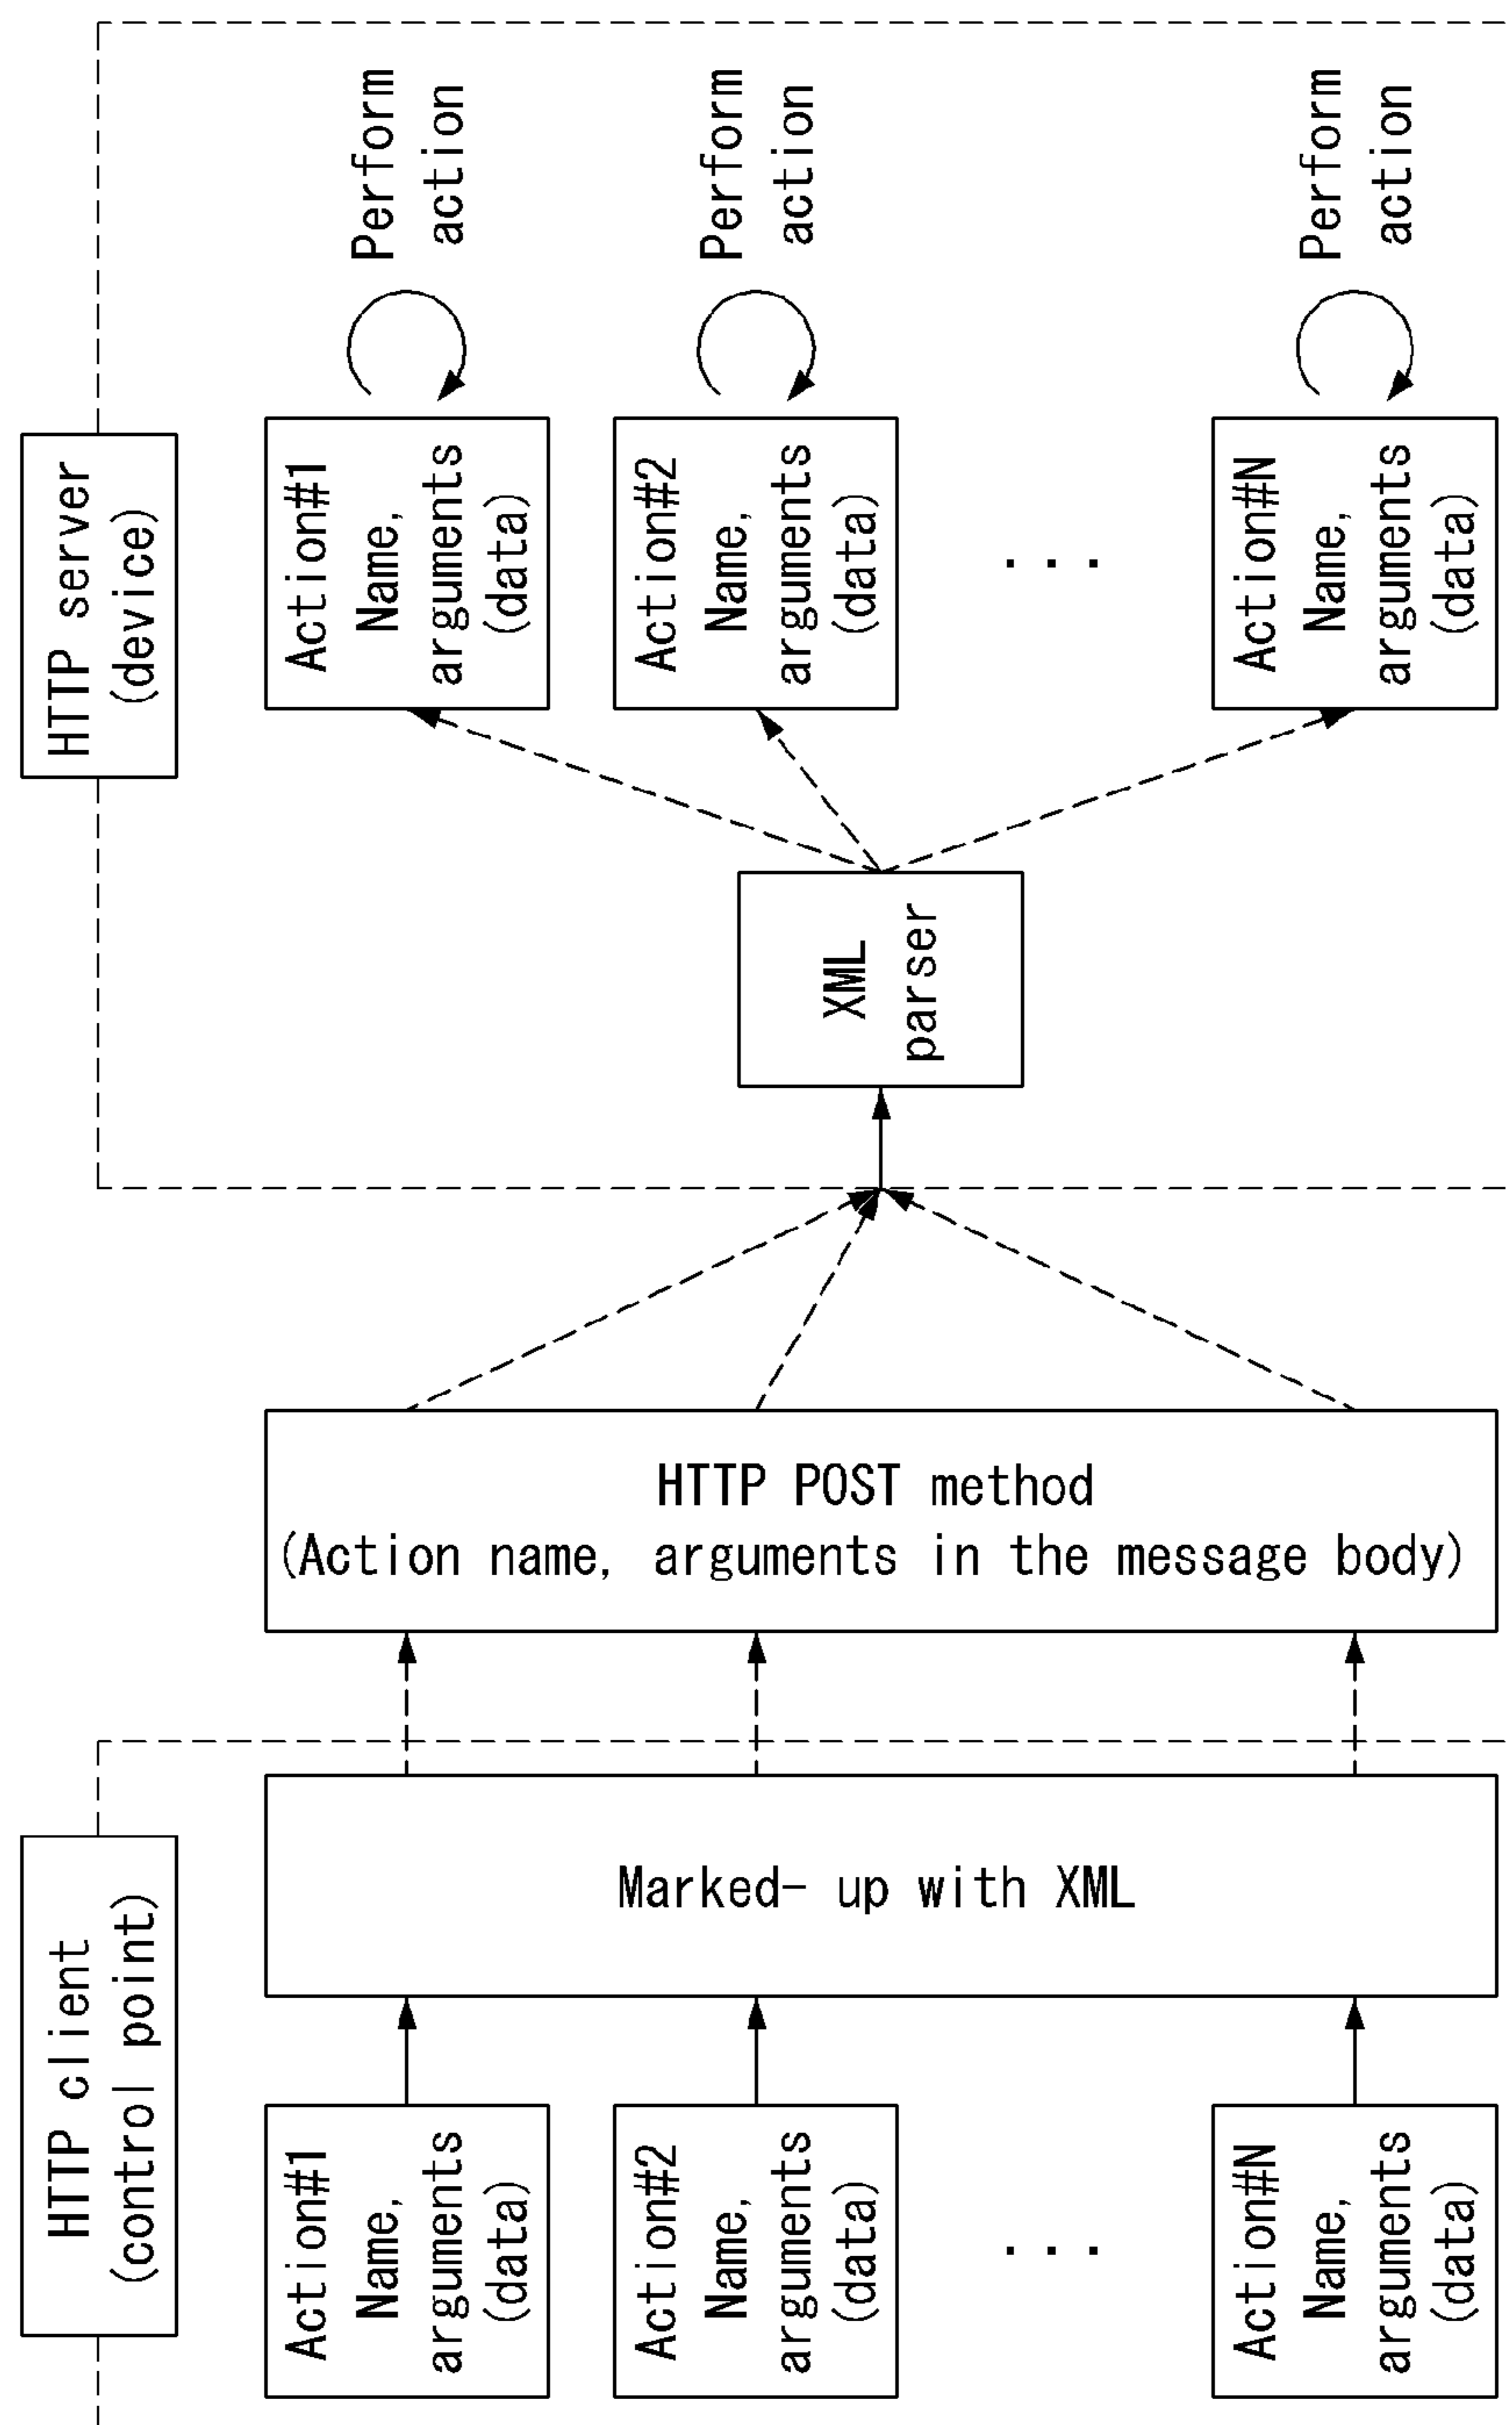 HTTP client
(control point)
Action#1
Name,
arguments
(data)
Action#2
Name,
arguments
(data)
...
Action#N
Name,
arguments
(data)
Marked- up with XML
HTTP POST method
(Action name, arguments in the message body)
HTTP server
(device)
XML
parser
Action#1
Name,
arguments
(data)
Perform
action
Action#2
Name,
arguments
(data)
Perform
action
...
Action#N
Name,
arguments
(data)
Perform
action